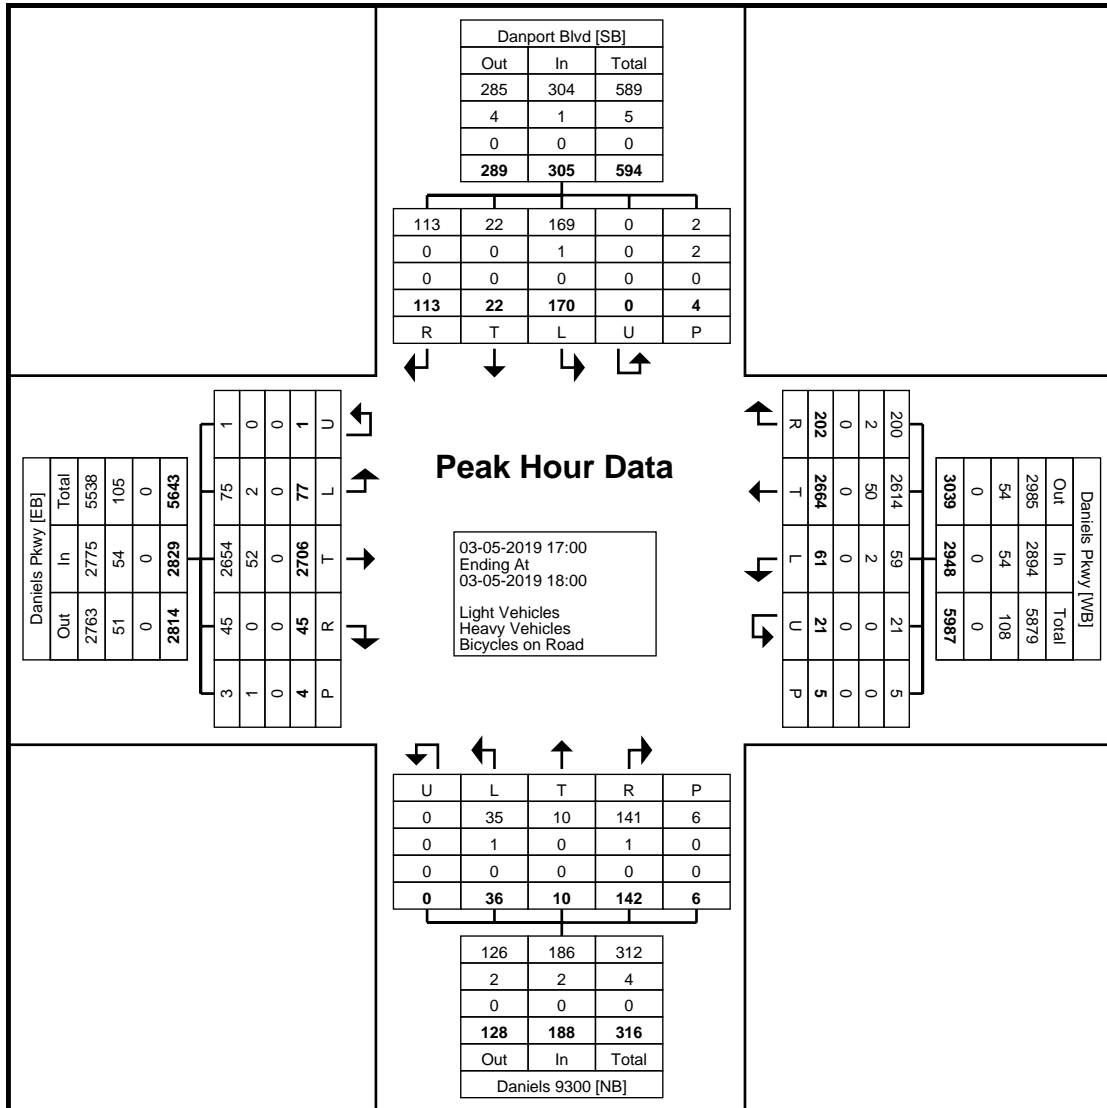 Danport Blvd [SB]
Out In Total
285 304 589
4 1 5
0 0 0
289 305 594
113 22 169 0 2
0 0 1 0 2
0 0 0 0 0
113 22 170 0 4
R T L U P
Daniels Pkwy [EB]
Total In Out
5538 2775 2763
105 54 51
0 0 0
5643 2829 2814
1 75 2654 45 3
0 2 52 0 1
0 0 0 0 0
1 77 2706 45 4
U L T R P
Peak Hour Data
03-05-2019 17:00
Ending At
03-05-2019 18:00
Light Vehicles
Heavy Vehicles
Bicycles on Road
Daniels Pkwy [WB]
Out In Total
2985 2894 5879
54 54 108
0 0 0
3039 2948 5987
200 2614 59 21 5
2 50 2 0 0
0 0 0 0 0
202 2664 61 21 5
R T L U P
U L T R P
0 35 10 141 6
0 1 0 1 0
0 0 0 0 0
0 36 10 142 6
126 186 312
2 2 4
0 0 0
128 188 316
Out In Total
Daniels 9300 [NB]